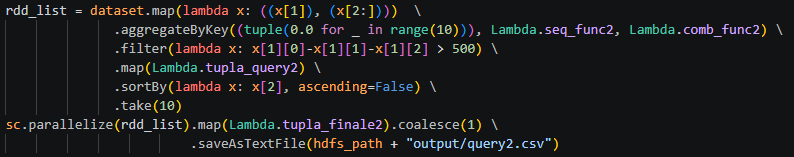 rdd_list = dataset.map(lambda x: ((x[1]), (x[2:]))) \
.aggregateByKey((tuple(0.0 for _ in range(10))), Lambda.seq_func2, Lambda.comb_func2) \
.filter(lambda x: x[1][0]-x[1][1]-x[1][2] > 500) \
.map(Lambda.tupla_query2) \
.sortBy(lambda x: x[2], ascending=False) \
.take(10)
sc.parallelize(rdd_list).map(Lambda.tupla_finale2).coalesce(1) \
.saveAsTextFile(hdfs_path + "output/query2.csv")